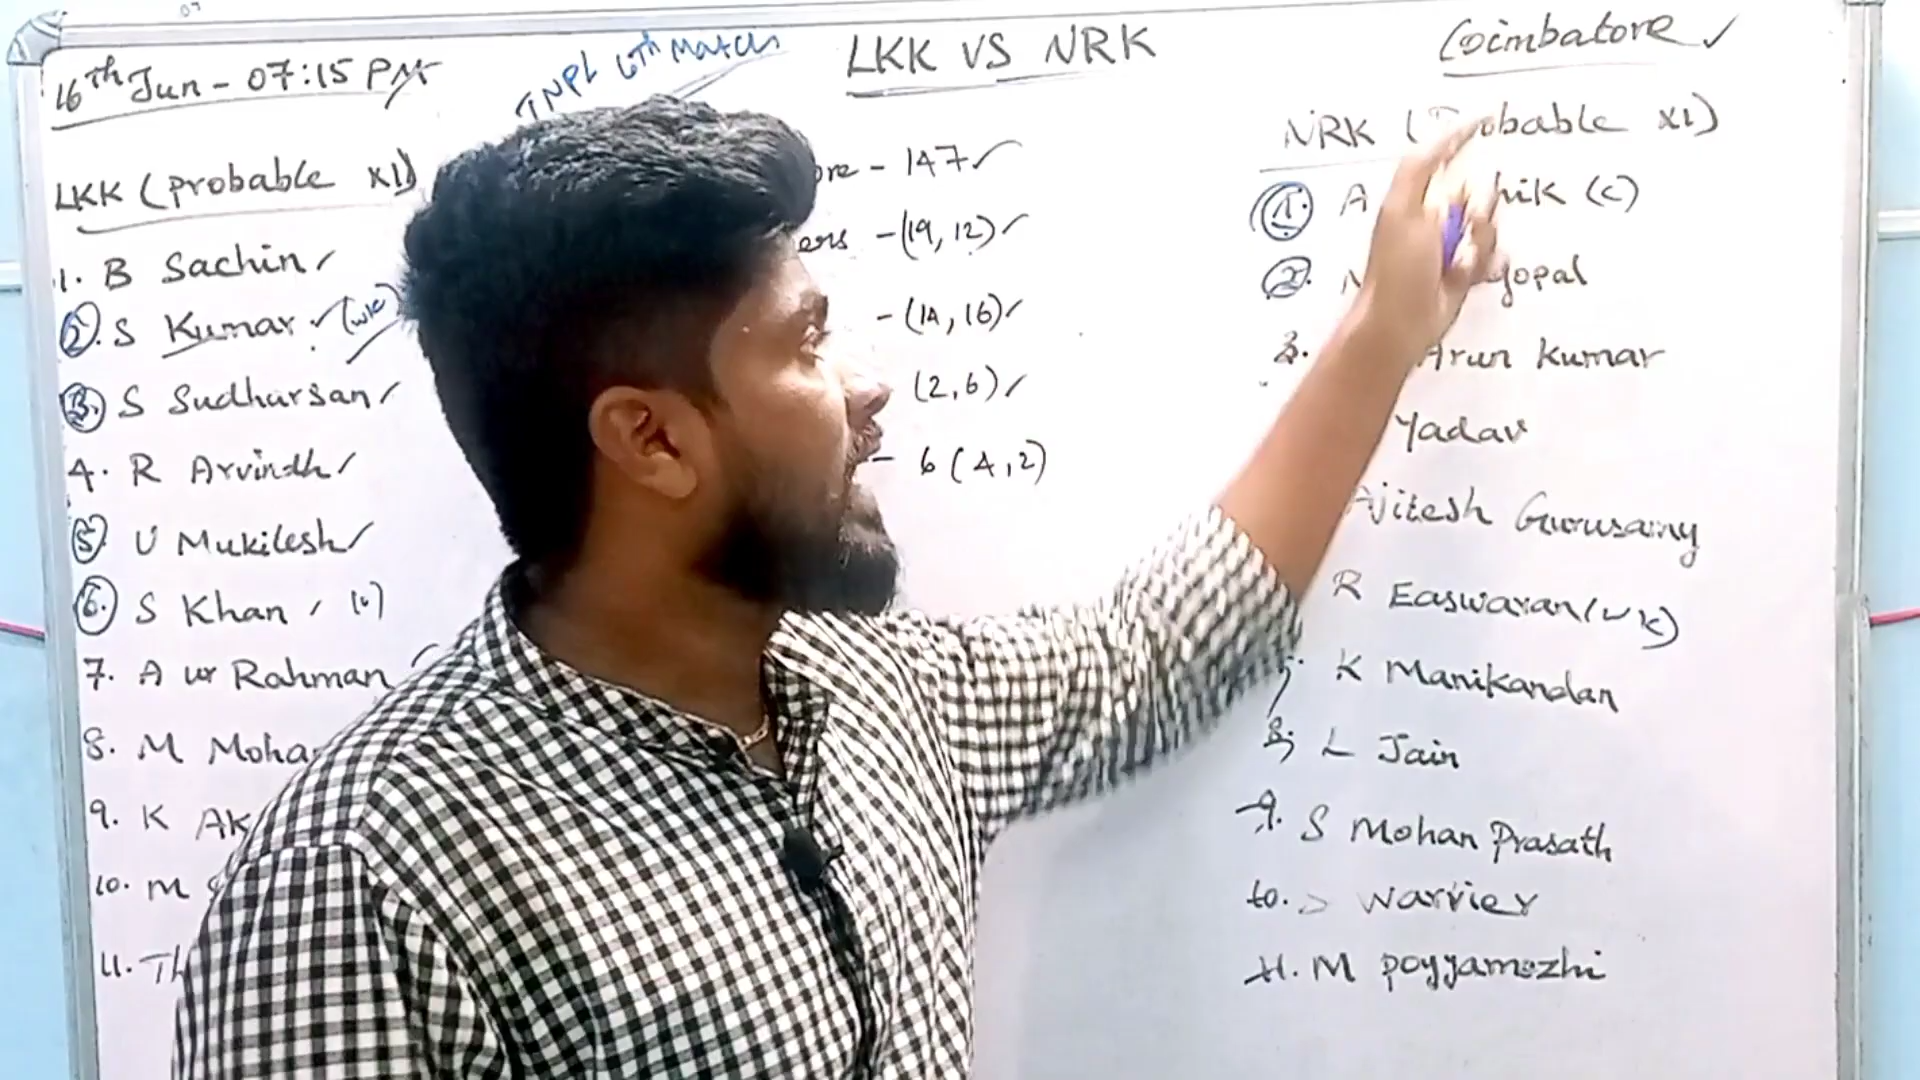 16th Jun - 07:15 PM
TNPL 6th Match
LKK VS NRK
Coimbatore
LKK (probable XI)
1. B Sachin
2. S Kumar (wk)
3. S Sudharsan
4. R Arvindh
5. U Mukilesh
6. S Khan (c)
7. A ur Rahman
8. M Moha
9. K AK
10. M
11. Th
- 147
- (19, 12)
- (14, 16)
(2, 6)
- 6 (4, 2)
NRK (Probable XI)
1. A hik (c)
2. gopal
3. Arun Kumar
Yadav
Ajitesh Gurusamy
R Easwaran (wk)
K Manikandan
8. L Jain
9. S Mohan Prasath
10. S Warrier
11. M Poyyamozhi